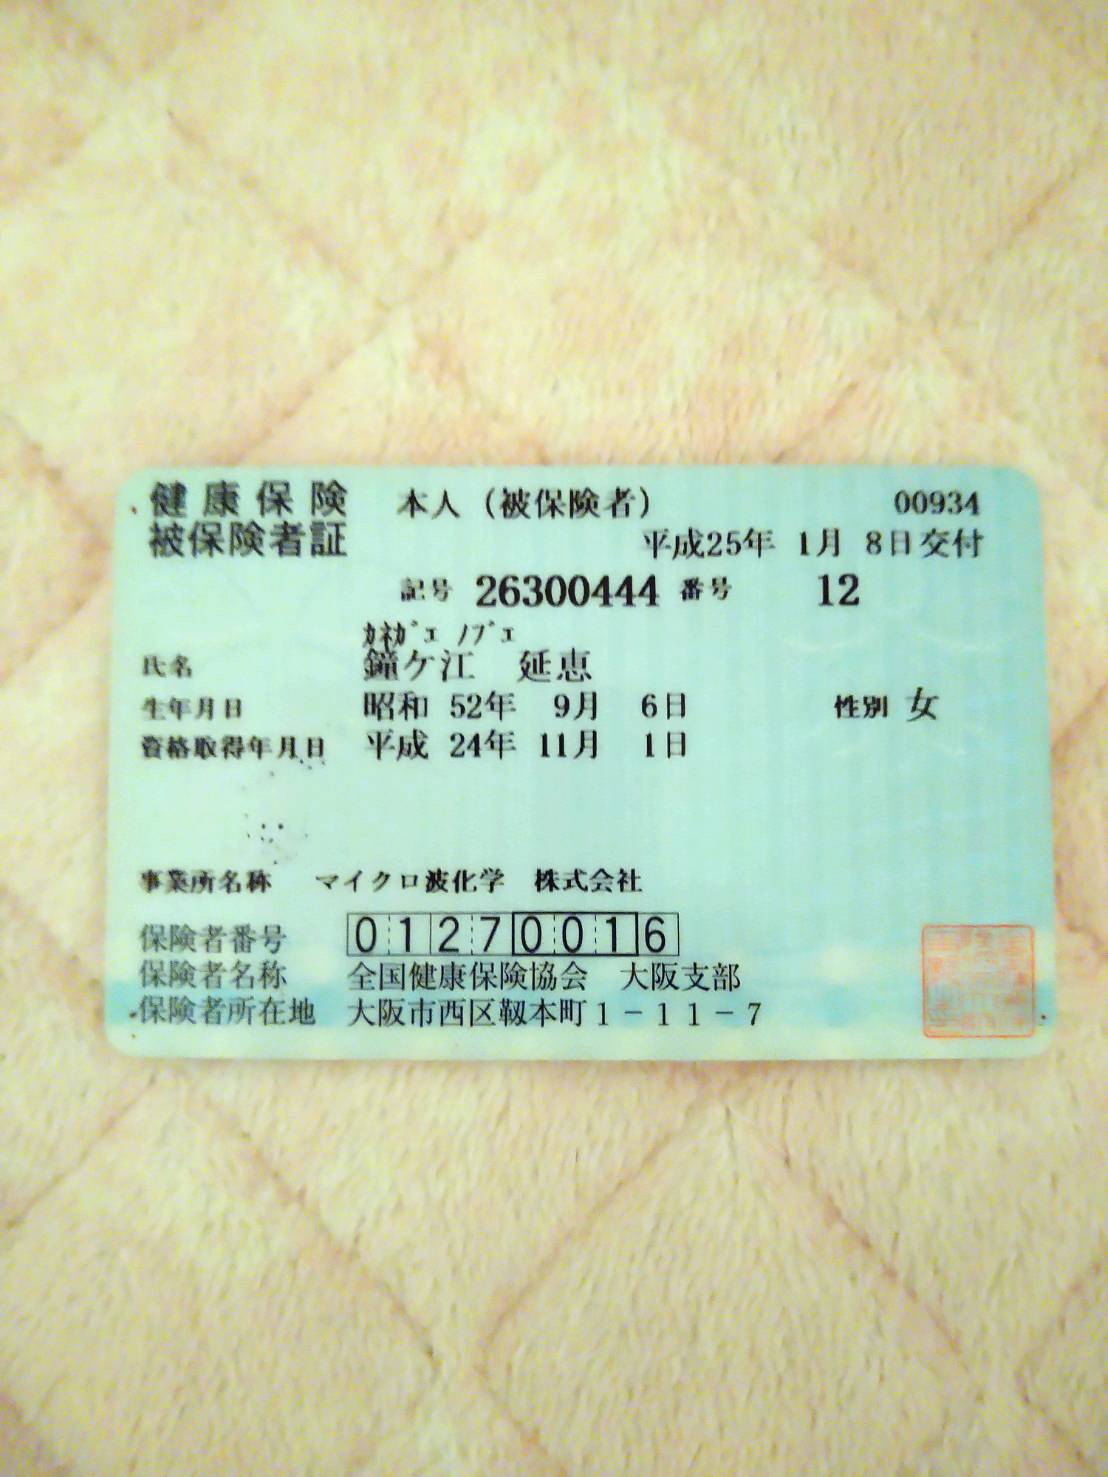 健康保険 本人（被保険者） 00934
被保険者証 平成25年 1月 8日交付
記号 26300444 番号 12
ｶﾈｶﾞｴ ﾉﾌﾞｴ
氏名 鐘ケ江 延恵
生年月日 昭和 52年 9月 6日 性別 女
資格取得年月日 平成 24年 11月 1日
事業所名称 マイクロ波化学 株式会社
保険者番号 01270016
保険者名称 全国健康保険協会 大阪支部
保険者所在地 大阪市西区靱本町1－11－7